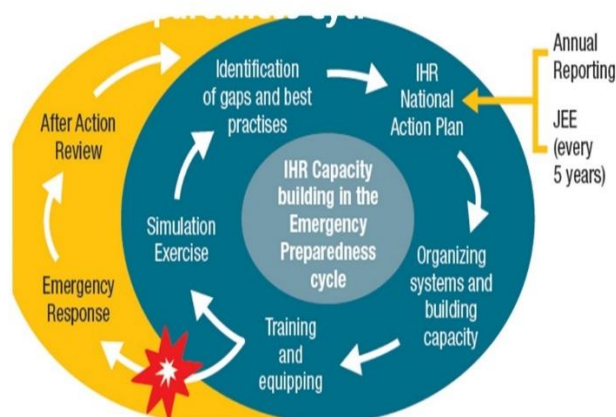 Identification
of gaps and best
practises
IHR
National
Action Plan
Annual
Reporting
JEE
(every
5 years)
After Action
Review
IHR Capacity
building in the
Emergency
Preparedness
cycle
Simulation
Exercise
Organizing
systems and
building
capacity
Emergency
Response
Training
and
equipping